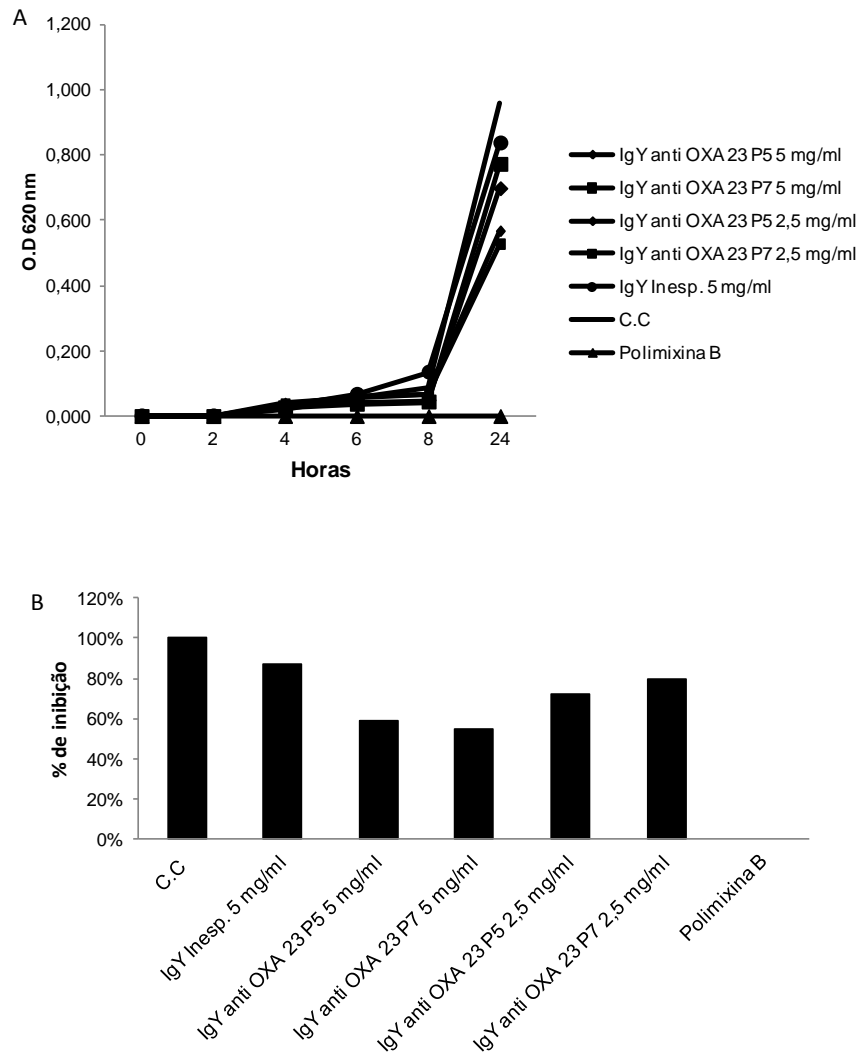 A
1,200
1,000
0,800
0,600
0,400
0,200
0,000
O.D 620 nm
0 2 4 6 8 24
Horas
IgY anti OXA 23 P5 5 mg/ml
IgY anti OXA 23 P7 5 mg/ml
IgY anti OXA 23 P5 2,5 mg/ml
IgY anti OXA 23 P7 2,5 mg/ml
IgY Inesp. 5 mg/ml
C.C
Polimixina B
B
120%
100%
80%
60%
40%
20%
0%
% de inibição
C.C
IgY Inesp. 5 mg/ml
IgY anti OXA 23 P5 5 mg/ml
IgY anti OXA 23 P7 5 mg/ml
IgY anti OXA 23 P5 2,5 mg/ml
IgY anti OXA 23 P7 2,5 mg/ml
Polimixina B